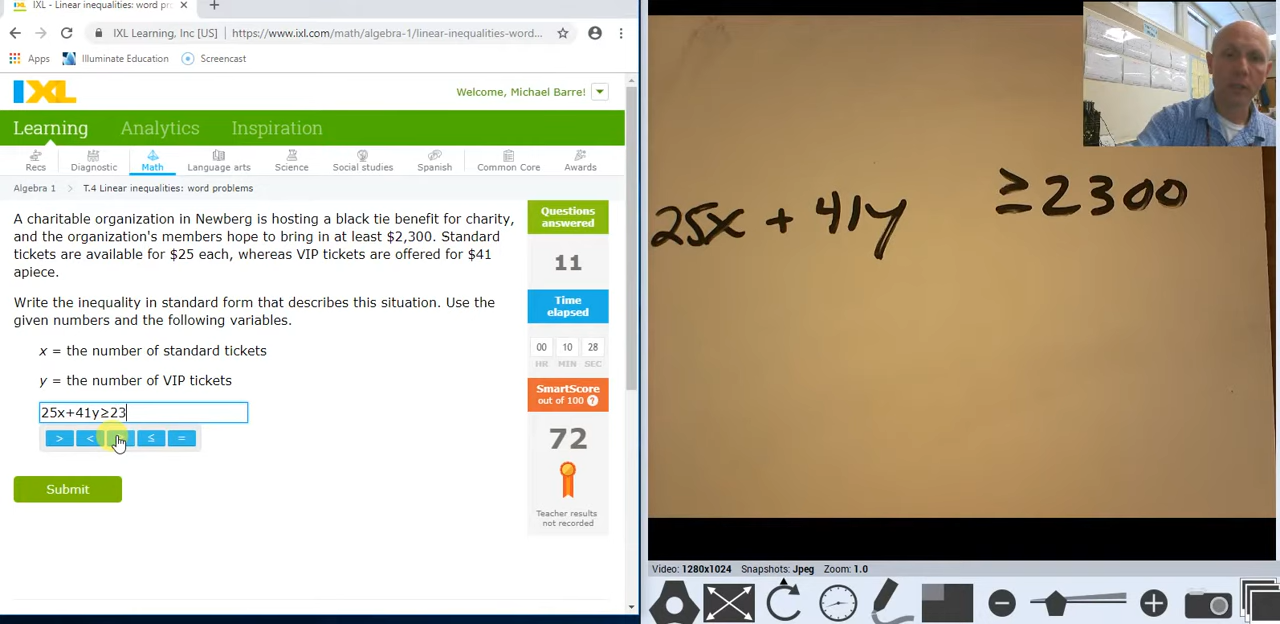 IXL - Linear inequalities: word pro
IXL Learning, Inc [US] | https://www.ixl.com/math/algebra-1/linear-inequalities-word...
Apps Illuminate Education Screencast
IXL
Welcome, Michael Barre!
Learning Analytics Inspiration
Recs Diagnostic Math Language arts Science Social studies Spanish Common Core Awards
Algebra 1 > T.4 Linear inequalities: word problems
A charitable organization in Newberg is hosting a black tie benefit for charity,
and the organization's members hope to bring in at least $2,300. Standard
tickets are available for $25 each, whereas VIP tickets are offered for $41
apiece.
Write the inequality in standard form that describes this situation. Use the
given numbers and the following variables.
x = the number of standard tickets
y = the number of VIP tickets
25x+41y≥23
> < ≤ =
Submit
Questions
answered
11
Time
elapsed
00 10 28
HR MIN SEC
SmartScore
out of 100 ?
72
Teacher results
not recorded
25x + 41y ≥ 2300
Video: 1280x1024 Snapshots: Jpeg Zoom: 1.0